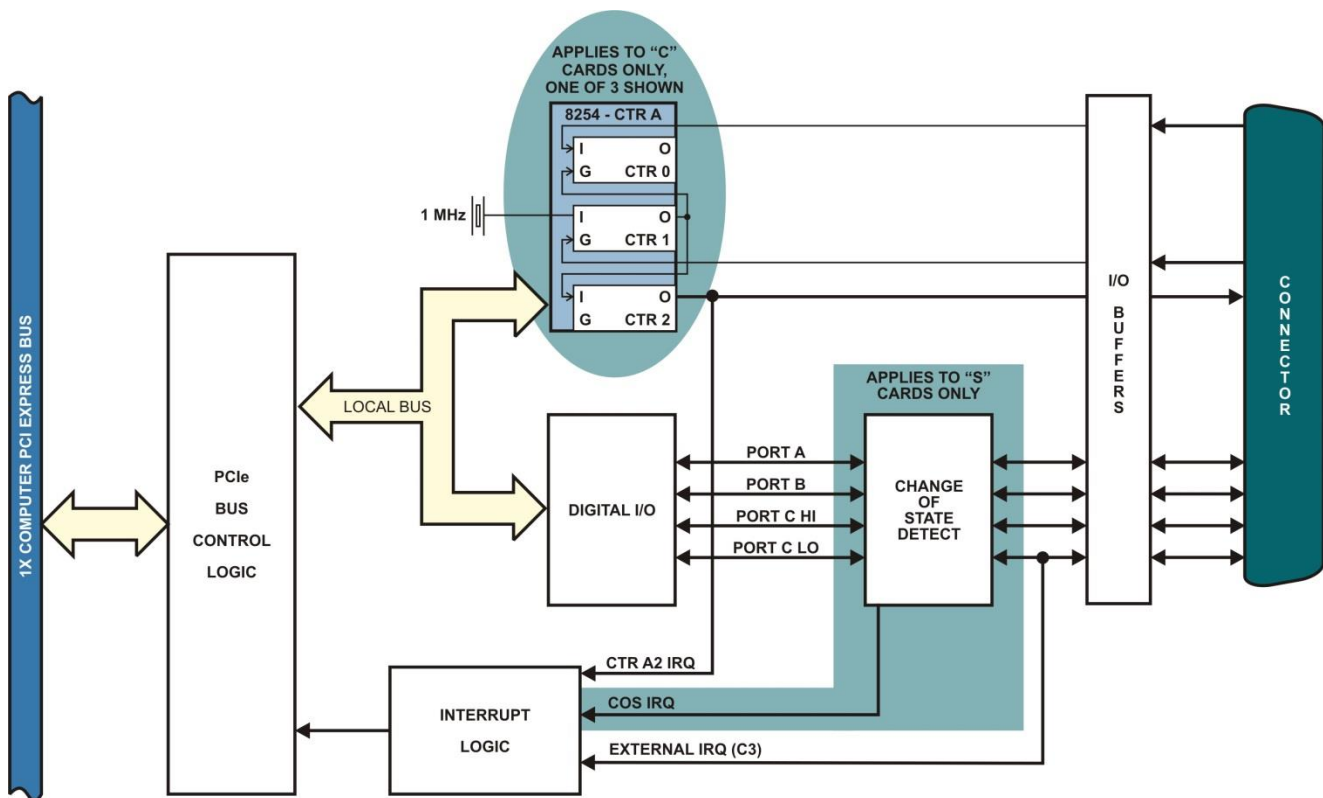 APPLIES TO “C”
CARDS ONLY,
ONE OF 3 SHOWN
8254 - CTR A
I O
G CTR 0
1 MHz
I O
G CTR 1
I O
G CTR 2
1X COMPUTER PCI EXPRESS BUS
PCIe
BUS
CONTROL
LOGIC
LOCAL BUS
DIGITAL I/O
PORT A
PORT B
PORT C HI
PORT C LO
APPLIES TO “S”
CARDS ONLY
CHANGE
OF
STATE
DETECT
I/O
BUFFERS
CONNECTOR
INTERRUPT
LOGIC
CTR A2 IRQ
COS IRQ
EXTERNAL IRQ (C3)